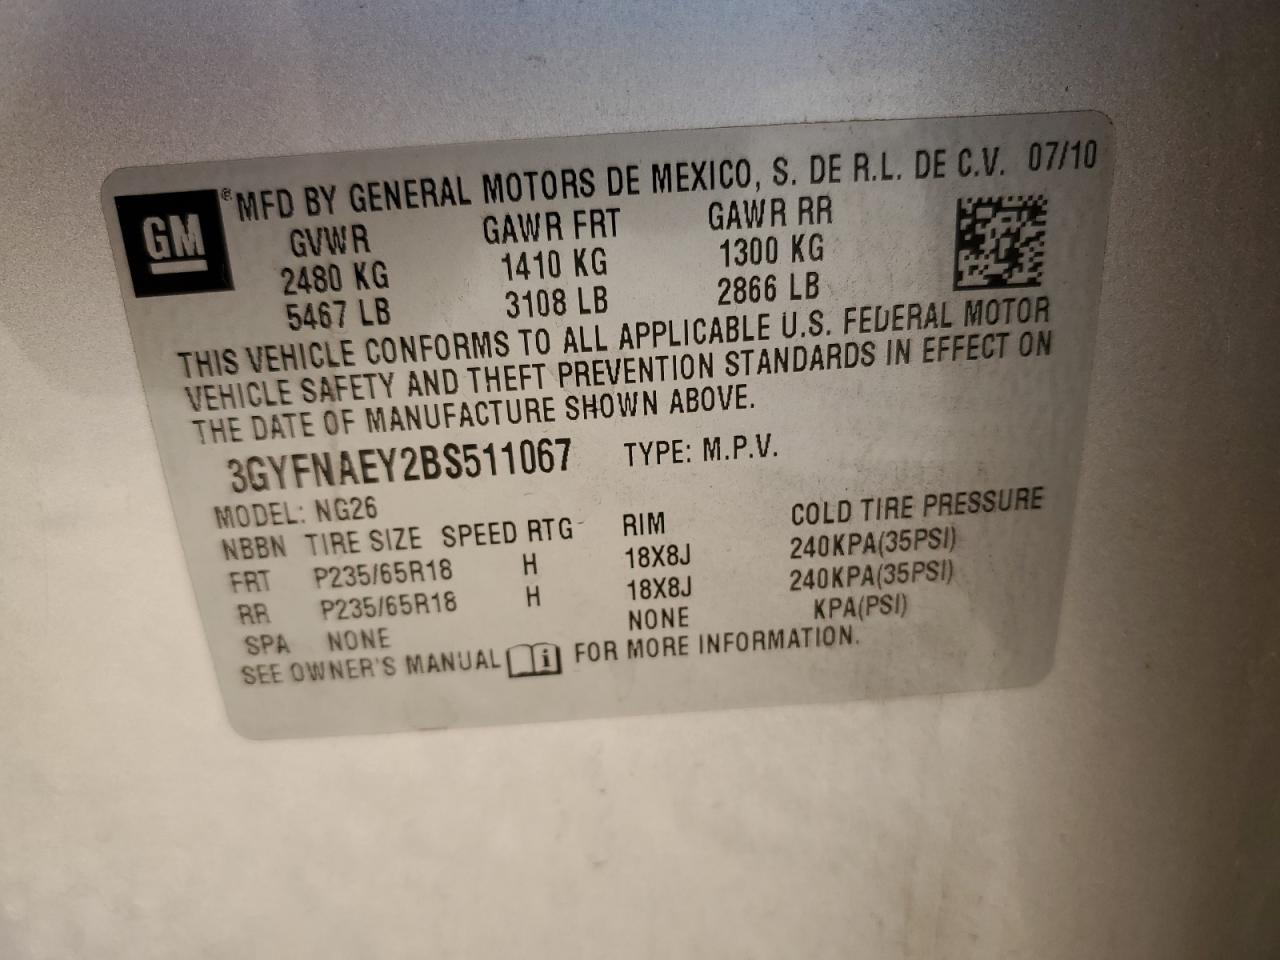 GM ® MFD BY GENERAL MOTORS DE MEXICO, S. DE R.L. DE C.V. 07/10
GVWR GAWR FRT GAWR RR
2480 KG 1410 KG 1300 KG
5467 LB 3108 LB 2866 LB
THIS VEHICLE CONFORMS TO ALL APPLICABLE U.S. FEDERAL MOTOR
VEHICLE SAFETY AND THEFT PREVENTION STANDARDS IN EFFECT ON
THE DATE OF MANUFACTURE SHOWN ABOVE.
3GYFNAEY2BS511067 TYPE: M.P.V.
MODEL: NG26
NBBN TIRE SIZE SPEED RTG RIM COLD TIRE PRESSURE
FRT P235/65R18 H 18X8J 240KPA(35PSI)
RR P235/65R18 H 18X8J 240KPA(35PSI)
SPA NONE NONE KPA(PSI)
SEE OWNER'S MANUAL i FOR MORE INFORMATION.